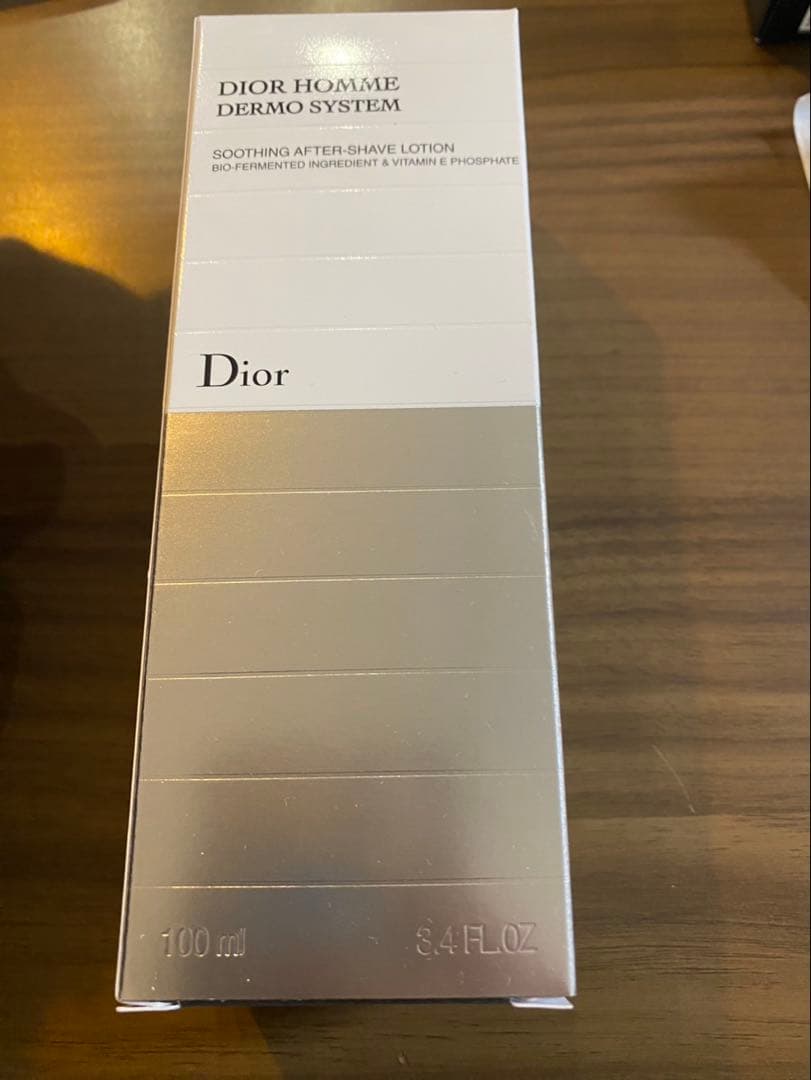 DIOR HOMME
DERMO SYSTEM
SOOTHING AFTER-SHAVE LOTION
BIO-FERMENTED INGREDIENT & VITAMIN E PHOSPHATE
Dior
100 ml 3.4 FL.OZ